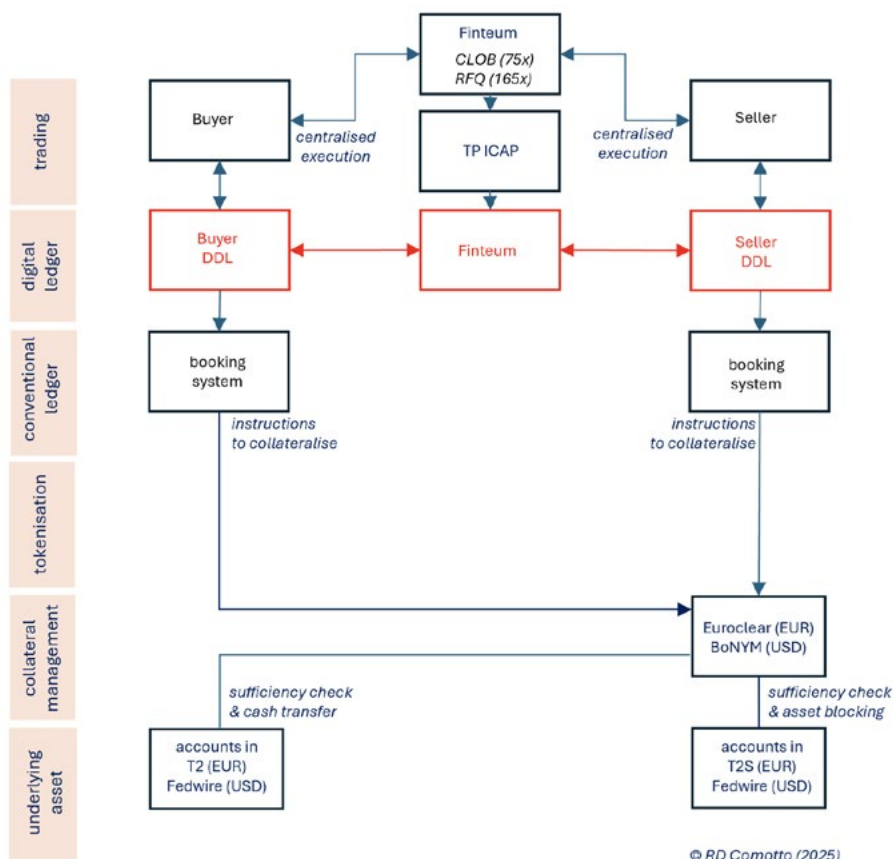 Finteum
CLOB (75x)
RFQ (165x)
trading
Buyer
centralised
execution
TP ICAP
centralised
execution
Seller
digital
ledger
Buyer
DDL
Finteum
Seller
DDL
conventional
ledger
booking
system
booking
system
instructions
to collateralise
instructions
to collateralise
tokenisation
collateral
management
Euroclear (EUR)
BoNYM (USD)
sufficiency check
& cash transfer
sufficiency check
& asset blocking
underlying
asset
accounts in
T2 (EUR)
Fedwire (USD)
accounts in
T2S (EUR)
Fedwire (USD)
© RD Comotto (2025)